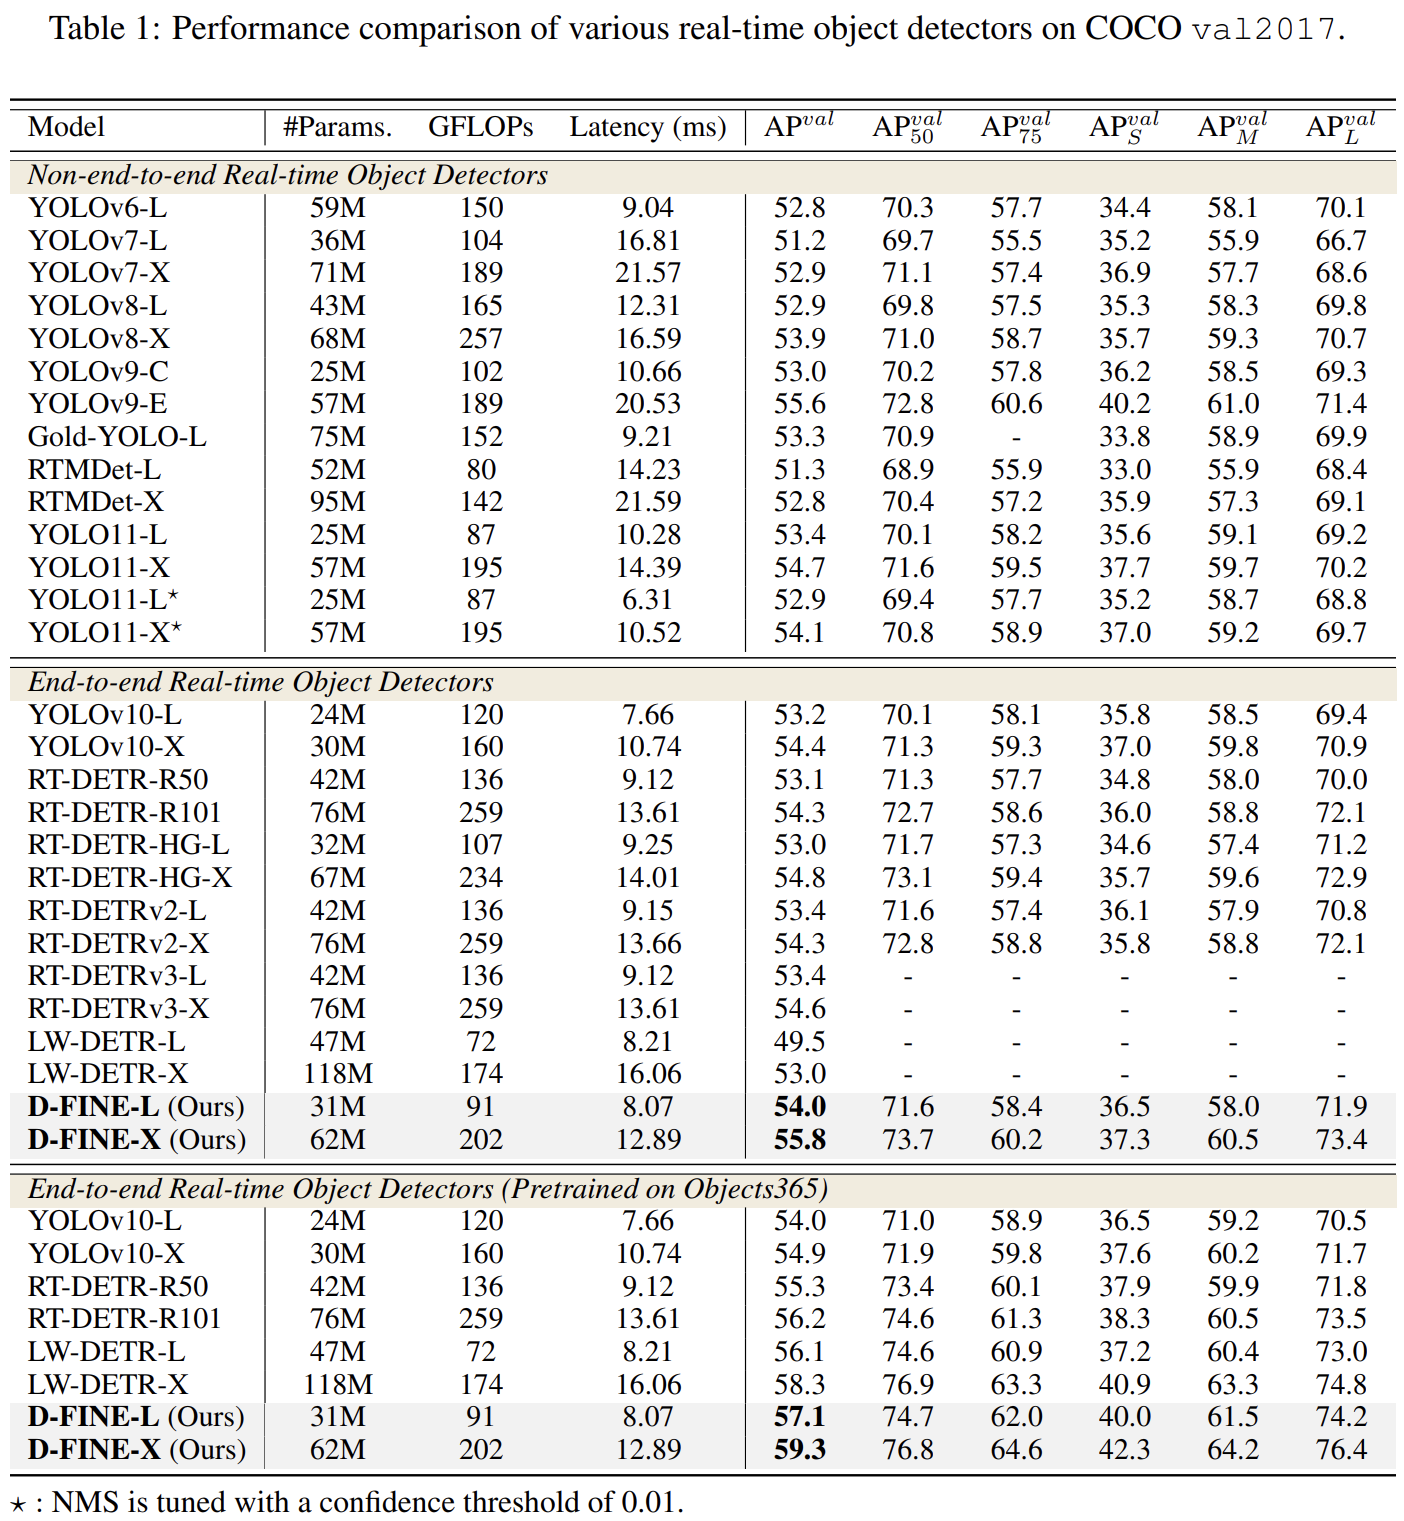 Table 1: Performance comparison of various real-time object detectors on COCO val2017.
Model #Params. GFLOPs Latency (ms) AP^val AP^val_50 AP^val_75 AP^val_S AP^val_M AP^val_L
Non-end-to-end Real-time Object Detectors
YOLOv6-L 59M 150 9.04 52.8 70.3 57.7 34.4 58.1 70.1
YOLOv7-L 36M 104 16.81 51.2 69.7 55.5 35.2 55.9 66.7
YOLOv7-X 71M 189 21.57 52.9 71.1 57.4 36.9 57.7 68.6
YOLOv8-L 43M 165 12.31 52.9 69.8 57.5 35.3 58.3 69.8
YOLOv8-X 68M 257 16.59 53.9 71.0 58.7 35.7 59.3 70.7
YOLOv9-C 25M 102 10.66 53.0 70.2 57.8 36.2 58.5 69.3
YOLOv9-E 57M 189 20.53 55.6 72.8 60.6 40.2 61.0 71.4
Gold-YOLO-L 75M 152 9.21 53.3 70.9 - 33.8 58.9 69.9
RTMDet-L 52M 80 14.23 51.3 68.9 55.9 33.0 55.9 68.4
RTMDet-X 95M 142 21.59 52.8 70.4 57.2 35.9 57.3 69.1
YOLO11-L 25M 87 10.28 53.4 70.1 58.2 35.6 59.1 69.2
YOLO11-X 57M 195 14.39 54.7 71.6 59.5 37.7 59.7 70.2
YOLO11-L⋆ 25M 87 6.31 52.9 69.4 57.7 35.2 58.7 68.8
YOLO11-X⋆ 57M 195 10.52 54.1 70.8 58.9 37.0 59.2 69.7
End-to-end Real-time Object Detectors
YOLOv10-L 24M 120 7.66 53.2 70.1 58.1 35.8 58.5 69.4
YOLOv10-X 30M 160 10.74 54.4 71.3 59.3 37.0 59.8 70.9
RT-DETR-R50 42M 136 9.12 53.1 71.3 57.7 34.8 58.0 70.0
RT-DETR-R101 76M 259 13.61 54.3 72.7 58.6 36.0 58.8 72.1
RT-DETR-HG-L 32M 107 9.25 53.0 71.7 57.3 34.6 57.4 71.2
RT-DETR-HG-X 67M 234 14.01 54.8 73.1 59.4 35.7 59.6 72.9
RT-DETRv2-L 42M 136 9.15 53.4 71.6 57.4 36.1 57.9 70.8
RT-DETRv2-X 76M 259 13.66 54.3 72.8 58.8 35.8 58.8 72.1
RT-DETRv3-L 42M 136 9.12 53.4 - - - - -
RT-DETRv3-X 76M 259 13.61 54.6 - - - - -
LW-DETR-L 47M 72 8.21 49.5 - - - - -
LW-DETR-X 118M 174 16.06 53.0 - - - - -
D-FINE-L (Ours) 31M 91 8.07 54.0 71.6 58.4 36.5 58.0 71.9
D-FINE-X (Ours) 62M 202 12.89 55.8 73.7 60.2 37.3 60.5 73.4
End-to-end Real-time Object Detectors (Pretrained on Objects365)
YOLOv10-L 24M 120 7.66 54.0 71.0 58.9 36.5 59.2 70.5
YOLOv10-X 30M 160 10.74 54.9 71.9 59.8 37.6 60.2 71.7
RT-DETR-R50 42M 136 9.12 55.3 73.4 60.1 37.9 59.9 71.8
RT-DETR-R101 76M 259 13.61 56.2 74.6 61.3 38.3 60.5 73.5
LW-DETR-L 47M 72 8.21 56.1 74.6 60.9 37.2 60.4 73.0
LW-DETR-X 118M 174 16.06 58.3 76.9 63.3 40.9 63.3 74.8
D-FINE-L (Ours) 31M 91 8.07 57.1 74.7 62.0 40.0 61.5 74.2
D-FINE-X (Ours) 62M 202 12.89 59.3 76.8 64.6 42.3 64.2 76.4
⋆ : NMS is tuned with a confidence threshold of 0.01.